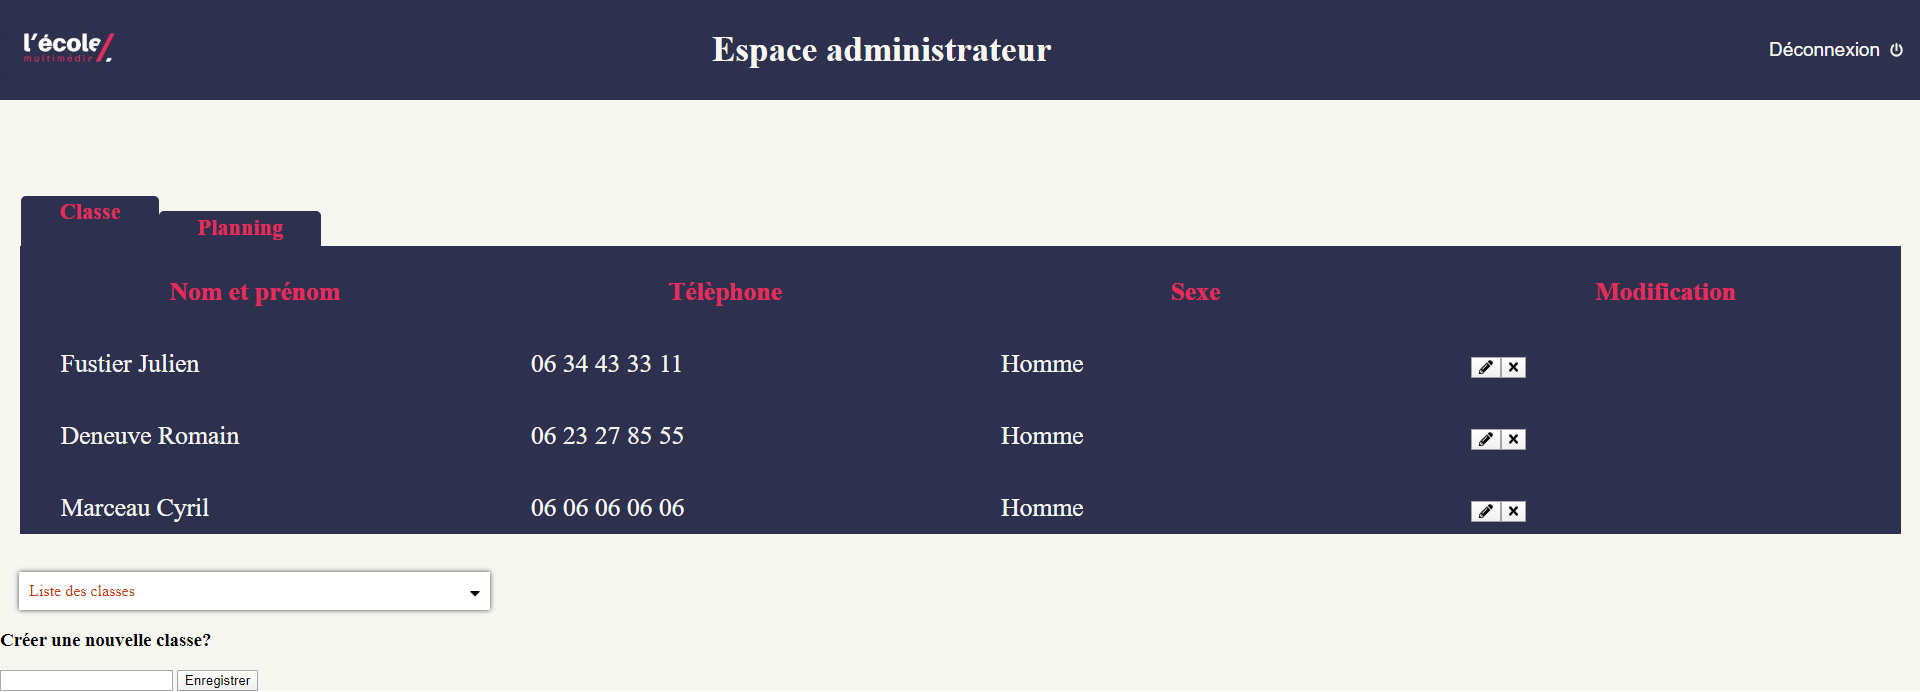 l'école
multimedia
Espace administrateur
Déconnexion
Classe
Planning
Nom et prénom Télèphone Sexe Modification
Fustier Julien 06 34 43 33 11 Homme
Deneuve Romain 06 23 27 85 55 Homme
Marceau Cyril 06 06 06 06 06 Homme
Liste des classes
Créer une nouvelle classe?
Enregistrer